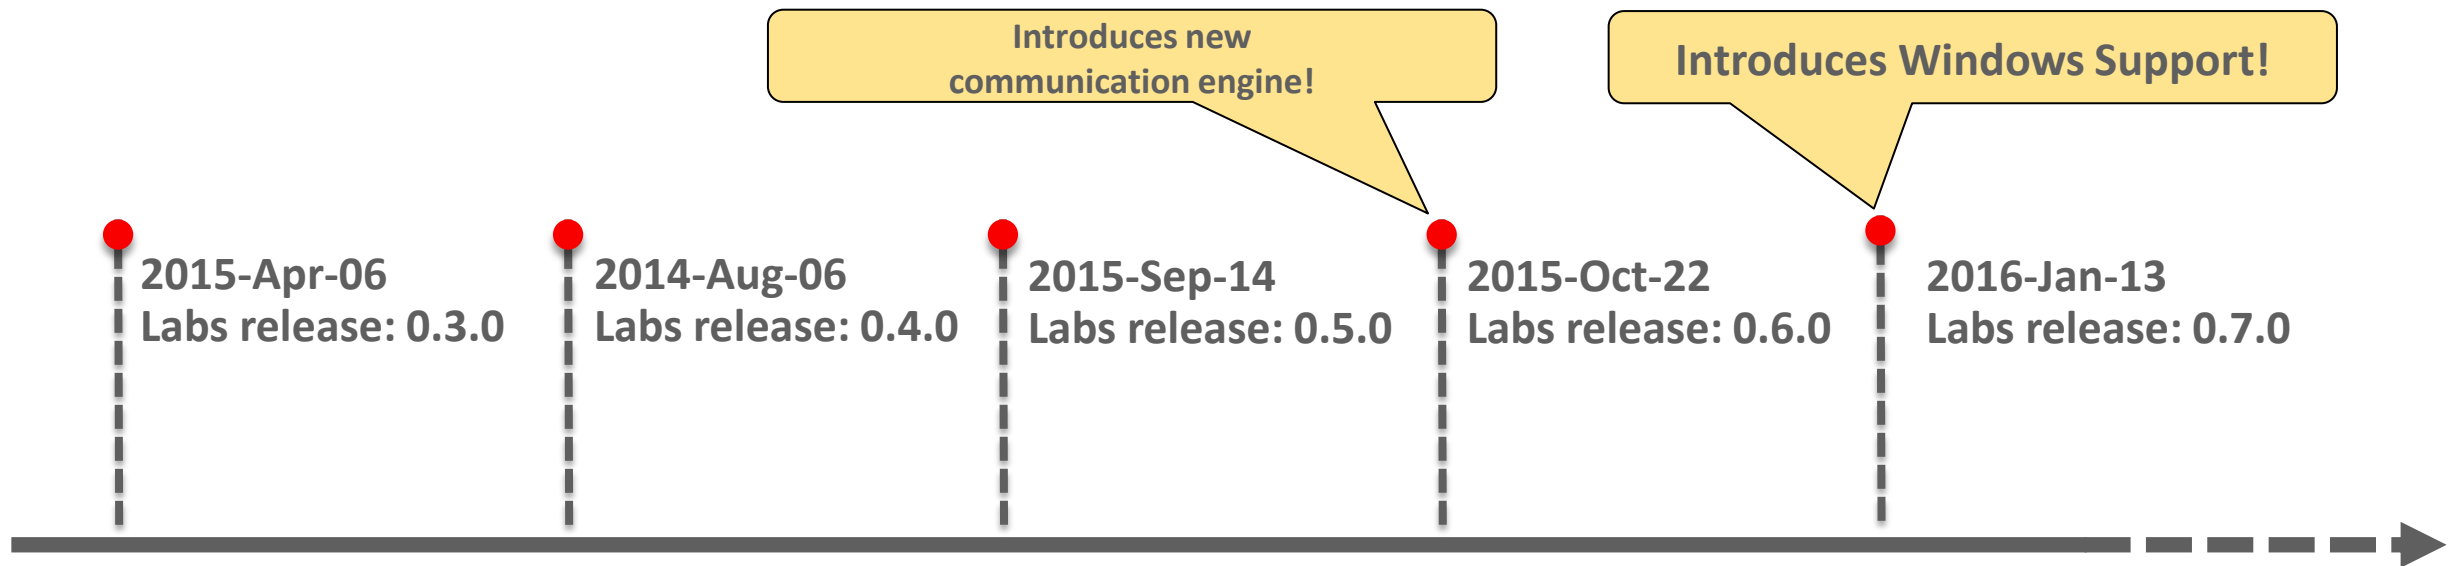 Introduces new
communication engine!
Introduces Windows Support!
2015-Apr-06
Labs release: 0.3.0
2014-Aug-06
Labs release: 0.4.0
2015-Sep-14
Labs release: 0.5.0
2015-Oct-22
Labs release: 0.6.0
2016-Jan-13
Labs release: 0.7.0